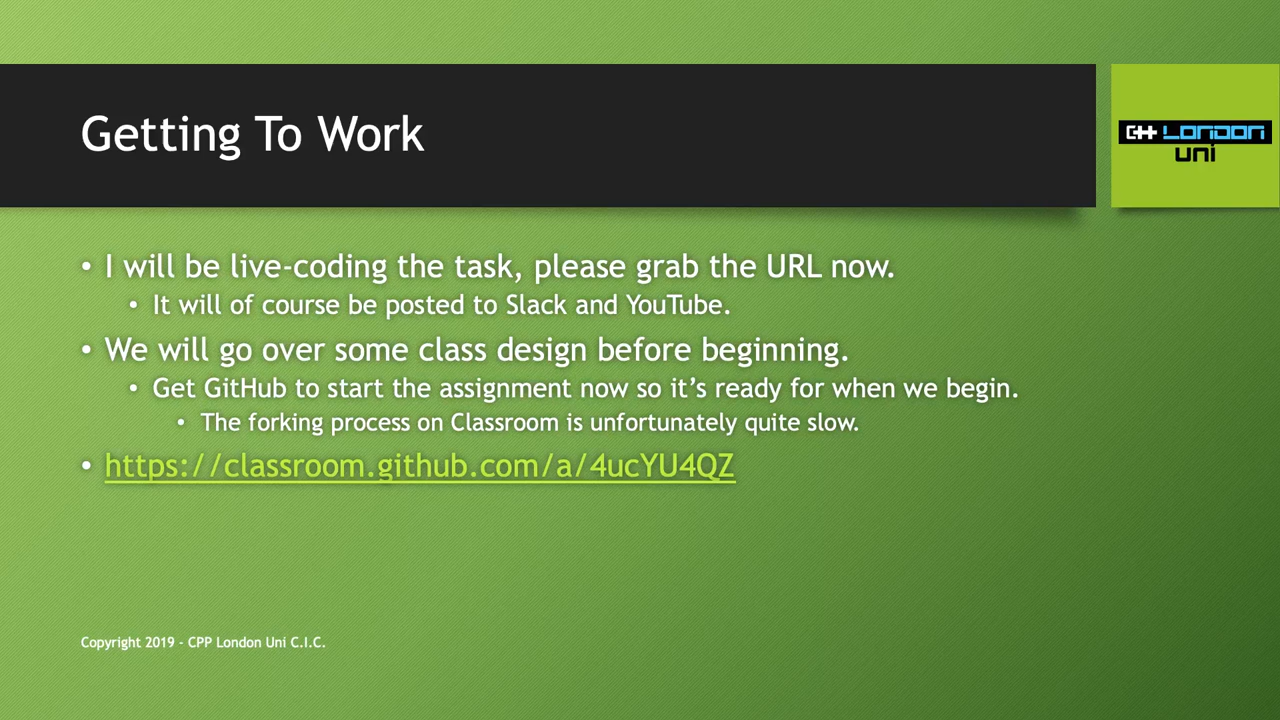 Getting To Work
C++ London
uni
• I will be live-coding the task, please grab the URL now.
• It will of course be posted to Slack and YouTube.
• We will go over some class design before beginning.
• Get GitHub to start the assignment now so it’s ready for when we begin.
• The forking process on Classroom is unfortunately quite slow.
• https://classroom.github.com/a/4ucYU4QZ
Copyright 2019 - CPP London Uni C.I.C.